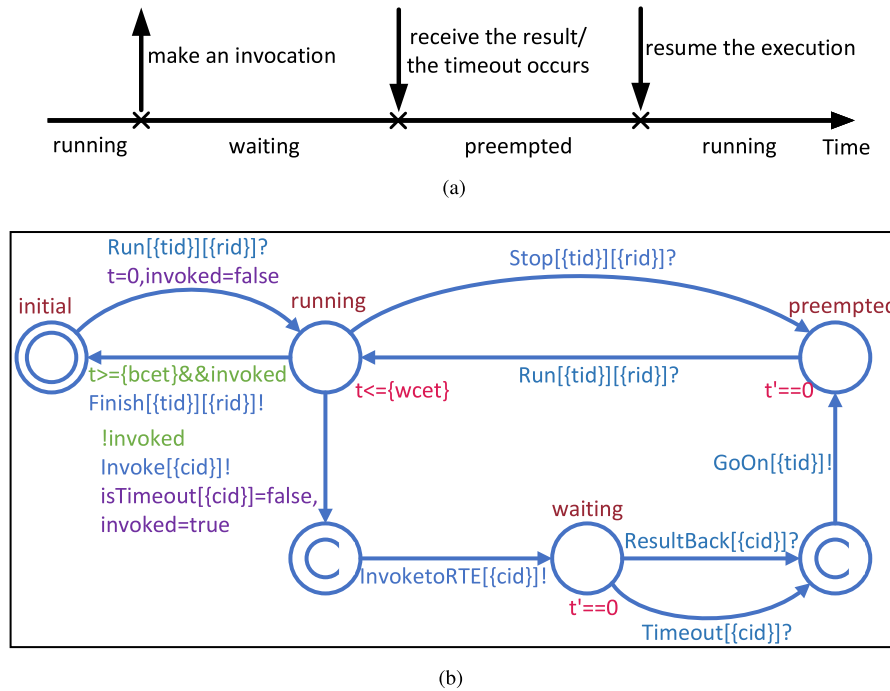 make an invocation
receive the result/
the timeout occurs
resume the execution
running
waiting
preempted
running
Time
(a)
Run[{tid}][{rid}]?
t=0,invoked=false
Stop[{tid}][{rid}]?
initial
running
preempted
t>={bcet}&&invoked
Finish[{tid}][{rid}]!
t<={wcet}
Run[{tid}][{rid}]?
t'==0
!invoked
Invoke[{cid}]!
isTimeout[{cid}]=false,
invoked=true
GoOn[{tid}]!
waiting
C
InvoketoRTE[{cid}]!
ResultBack[{cid}]?
C
t'==0
Timeout[{cid}]?
(b)